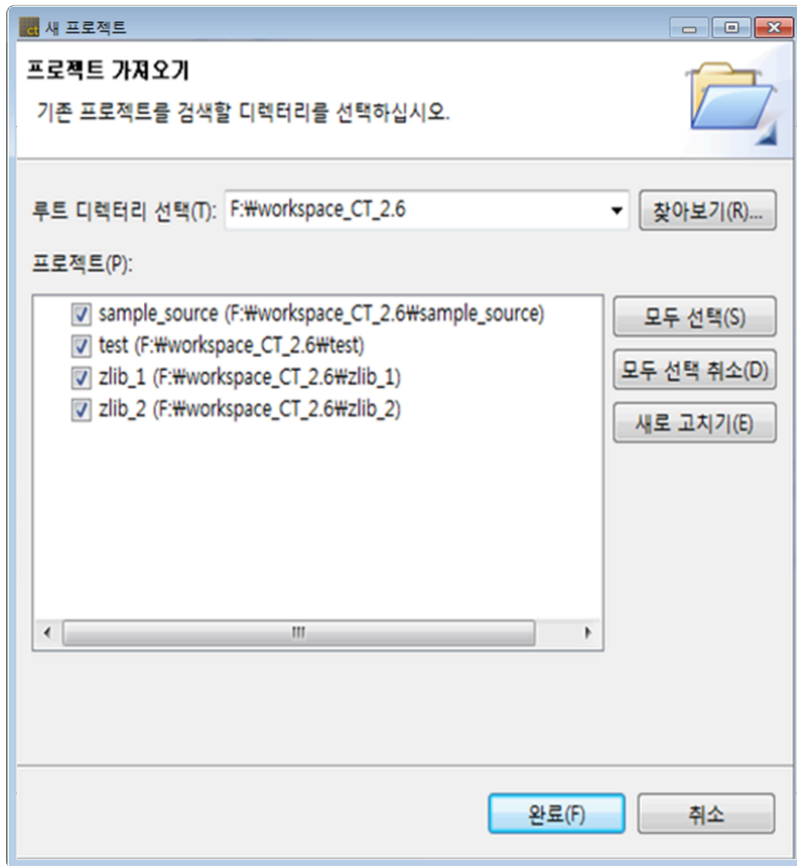 ct 새 프로젝트
프로젝트 가져오기
기존 프로젝트를 검색할 디렉터리를 선택하십시오.
루트 디렉터리 선택(T): F:₩workspace_CT_2.6 찾아보기(R)...
프로젝트(P):
sample_source (F:₩workspace_CT_2.6₩sample_source)
test (F:₩workspace_CT_2.6₩test)
zlib_1 (F:₩workspace_CT_2.6₩zlib_1)
zlib_2 (F:₩workspace_CT_2.6₩zlib_2)
모두 선택(S)
모두 선택 취소(D)
새로 고치기(E)
완료(F) 취소